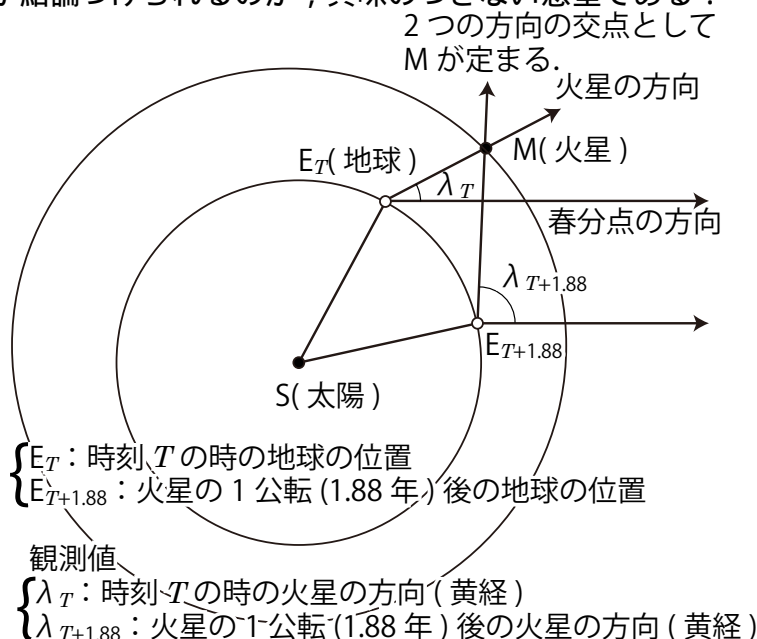 結論づけられるのか，興味のつきない惑星である．
2つの方向の交点として
Mが定まる.
火星の方向
M( 火星 )
E_T( 地球 )
λ_T
春分点の方向
λ_T+1.88
E_T+1.88
S( 太陽 )
E_T：時刻 T の時の地球の位置
E_T+1.88：火星の 1 公転 (1.88 年 ) 後の地球の位置
観測値
λ_T：時刻 T の時の火星の方向 ( 黄経 )
λ_T+1.88：火星の 1 公転 (1.88 年 ) 後の火星の方向 ( 黄経 )